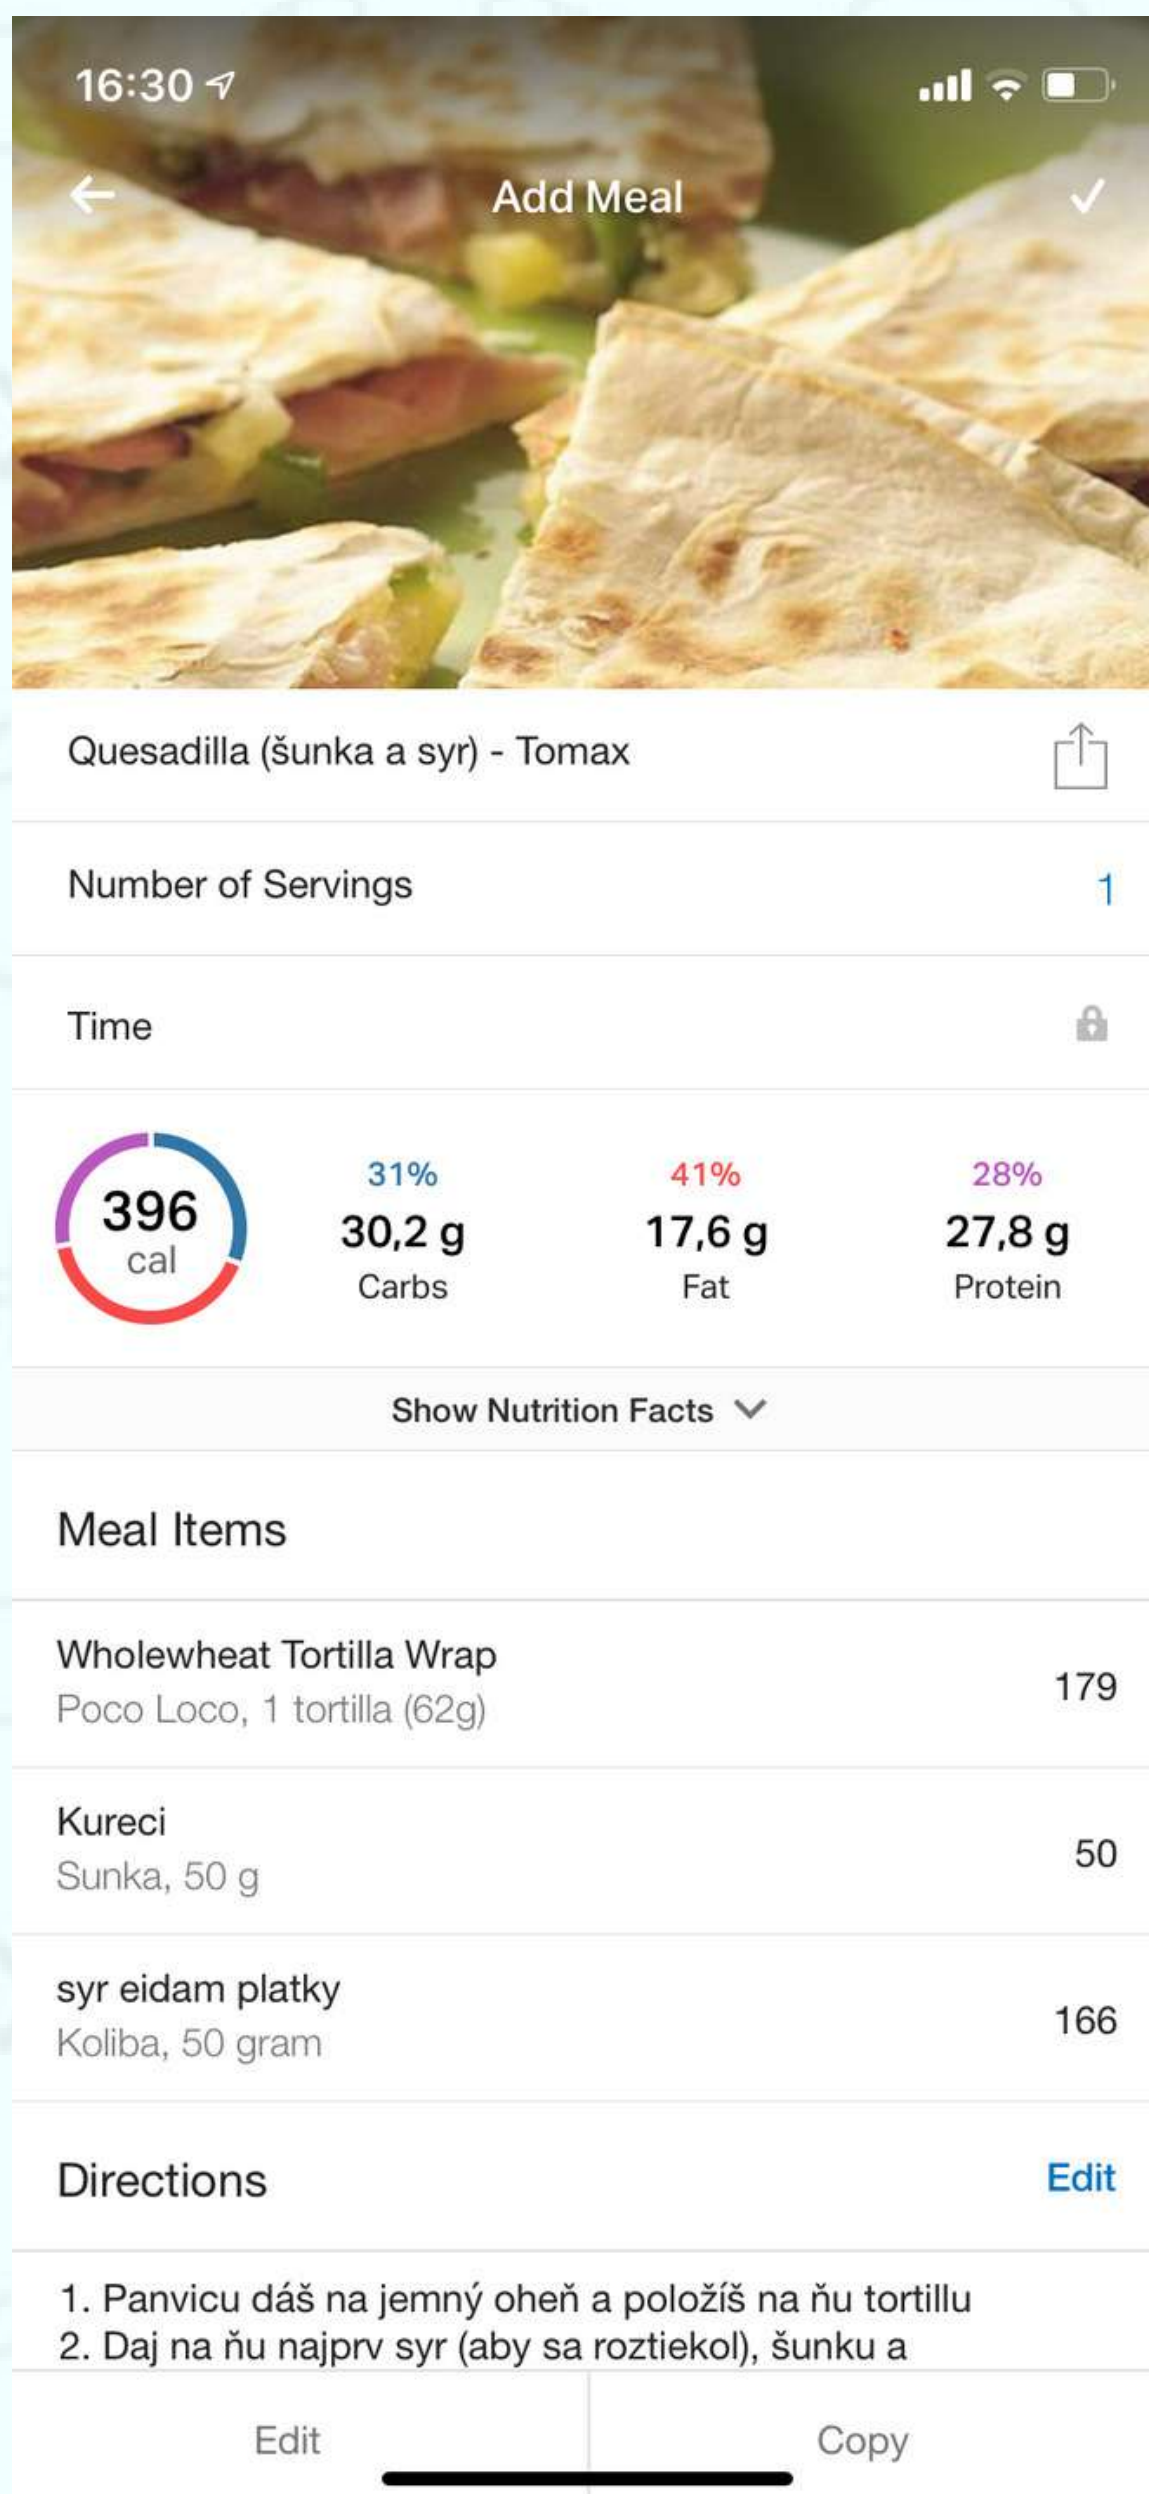 16:30
Add Meal
Quesadilla (šunka a syr) - Tomax
Number of Servings
1
Time
396
cal
31%
30,2 g
Carbs
41%
17,6 g
Fat
28%
27,8 g
Protein
Show Nutrition Facts
Meal Items
Wholewheat Tortilla Wrap
Poco Loco, 1 tortilla (62g)
179
Kureci
Sunka, 50 g
50
syr eidam platky
Koliba, 50 gram
166
Directions
Edit
1. Panvicu dáš na jemný oheň a položíš na ňu tortillu
2. Daj na ňu najprv syr (aby sa roztiekol), šunku a
Edit
Copy